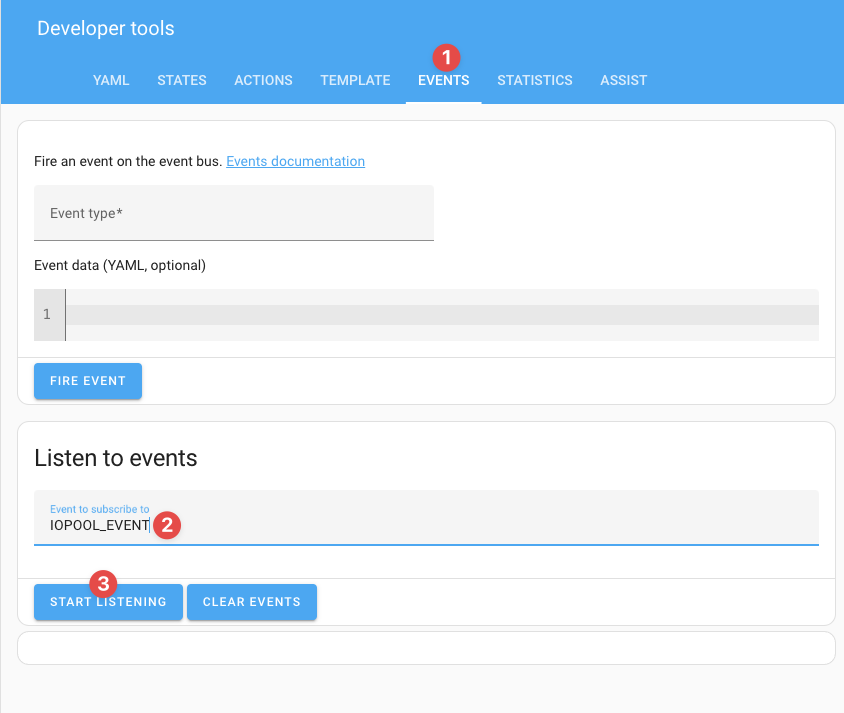 Developer tools
1
YAML STATES ACTIONS TEMPLATE EVENTS STATISTICS ASSIST
Fire an event on the event bus. Events documentation
Event type*
Event data (YAML, optional)
1
FIRE EVENT
Listen to events
Event to subscribe to
IOPOOL_EVENT 2
3
START LISTENING CLEAR EVENTS